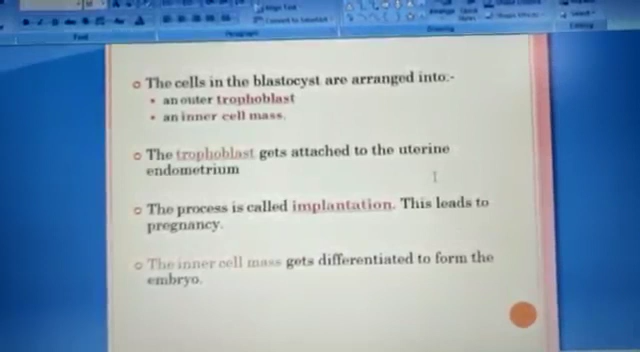 The cells in the blastocyst are arranged into:-
an outer trophoblast
an inner cell mass.
The trophoblast gets attached to the uterine
endometrium
The process is called implantation. This leads to
pregnancy.
The inner cell mass gets differentiated to form the
embryo.